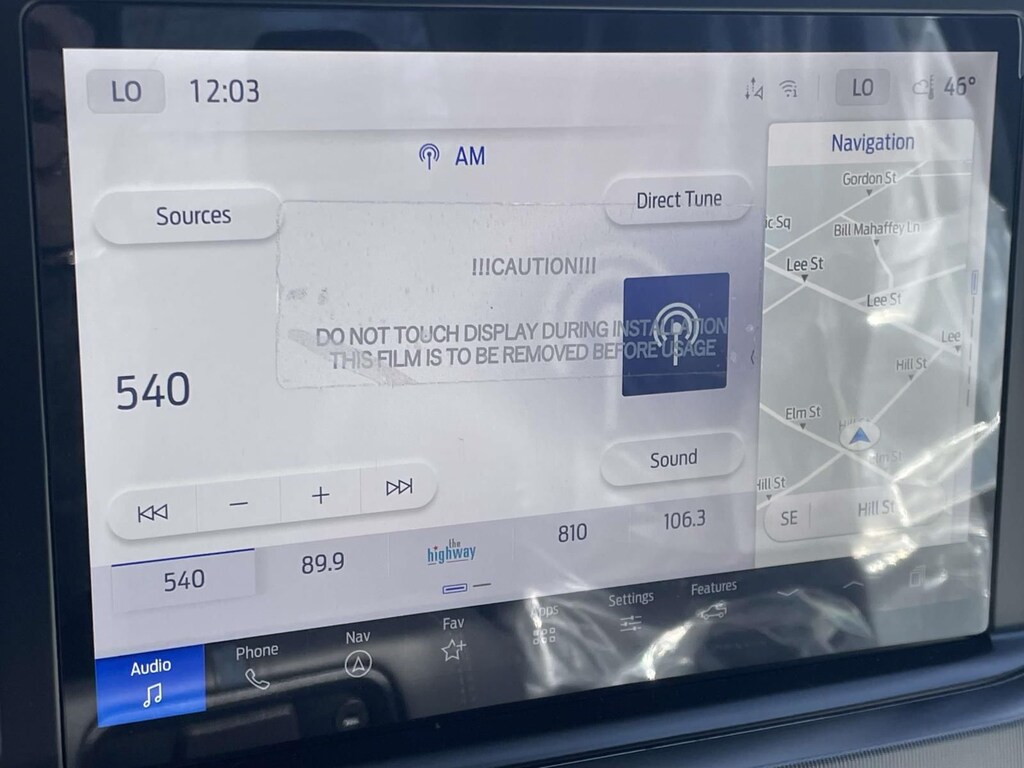 LO 12:03 LO 46°
AM
Navigation
Sources
Direct Tune
Gordon St
ic Sq
Bill Mahaffey Ln
Lee St
Lee St
Lee
Hill St
Elm St
Hill St
SE Hill St
!!!CAUTION!!!
DO NOT TOUCH DISPLAY DURING INSTALLATION
THIS FILM IS TO BE REMOVED BEFORE USAGE
540
Sound
540 89.9 the highway 810 106.3
Audio Phone Nav Fav Apps Settings Features